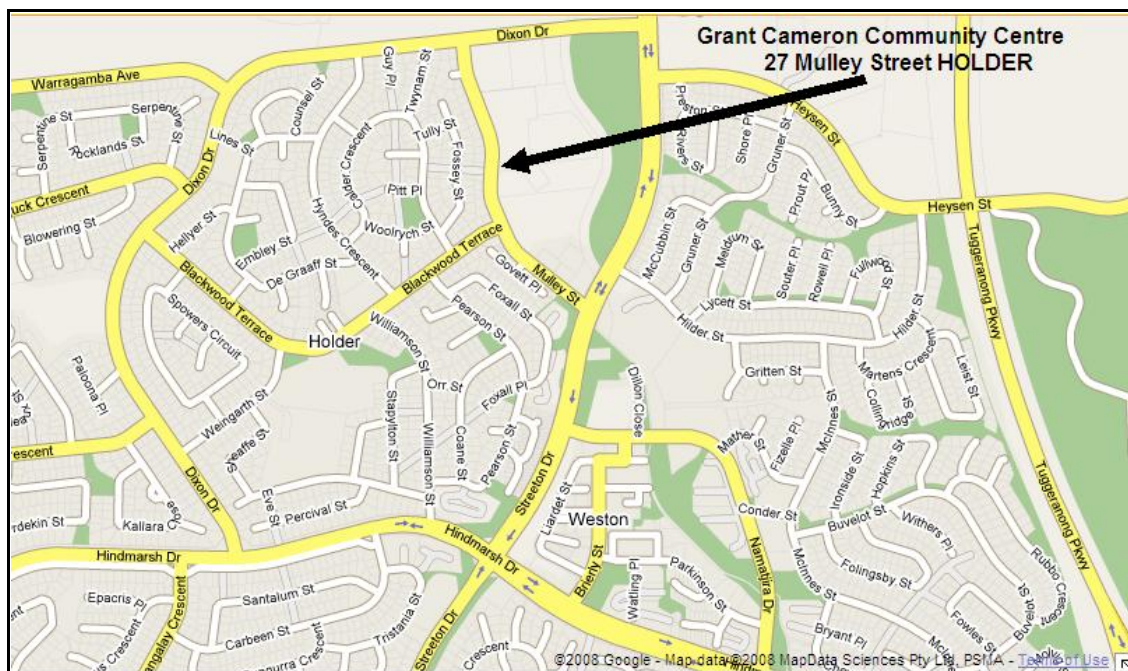 Grant Cameron Community Centre
27 Mulley Street HOLDER
Dixon Dr
Warragamba Ave
Guy Pl
Twynam St
Counsel St
Serpentine St
Serpentine St
Lines St
Tully St
Calder Crescent
Fossey St
Preston St
Rivers St
Shore Pl
Gruner St
Heysen St
Dixon Dr
Pitt Pl
Prout Pl
Bunny St
Heysen St
Blowering St
Hellyer St
Hyndes Crescent
Woolrych St
Embley St
De Graaff St
Blackwood Terrace
Govett Pl
Mulley St
McCubbin St
Gruner St
Meldrum St
Souter Pl
Rowell Pl
Fullwood St
Tuggeranong Pkwy
Blackwood Terrace
Spowers Circuit
Holder
Williamson St
Pearson St
Foxall St
Lycett St
Hilder St
Hilder St
Paloona Pl
Martens Crescent
Leist St
Orr St
Foxall Pl
Gritten St
Dillon Close
Weingarth St
Stapylton St
Williamson St
Coane St
Pearson St
McInnes St
Mather St
Fizelle Pl
Ironside St
Hopkins St
Streeton Dr
Dixon Dr
Eve St
Percival St
Kallara Cl
Liardet St
Weston
Conder St
Buvelot St
Withers Pl
Tuggeranong Pkwy
Hindmarsh Dr
Hindmarsh Dr
Brierly St
Watling Pl
Parkinson St
Namatjira Dr
McInnes St
Folingsby St
Rubbo Crescent
Buvelot St
Epacris Pl
Santalum St
Carbeen St
Tristania St
Streeton Dr
Bryant Pl
Fowles St
©2008 Google - Map data ©2008 MapData Sciences Pty Ltd, PSMA - Terms of Use